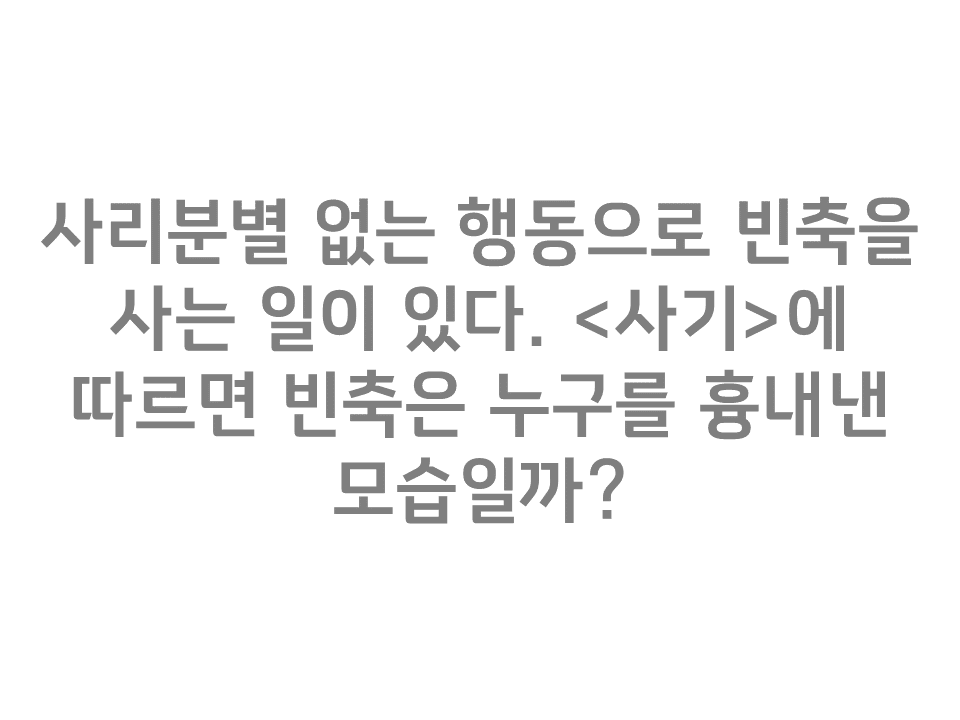 사리분별 없는 행동으로 빈축을
사는 일이 있다. <사기>에
따르면 빈축은 누구를 흉내낸
모습일까?